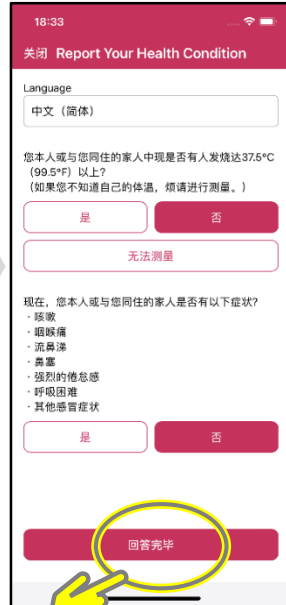 18:33
关闭 Report Your Health Condition
Language
中文（简体）
您本人或与您同住的家人中现是否有人发烧达37.5°C
（99.5°F）以上?
（如果您不知道自己的体温，烦请进行测量。）
是 否
无法测量
现在，您本人或与您同住的家人是否有以下症状?
・咳嗽
・咽喉痛
・流鼻涕
・鼻塞
・强烈的倦怠感
・呼吸困难
・其他感冒症状
是 否
回答完毕